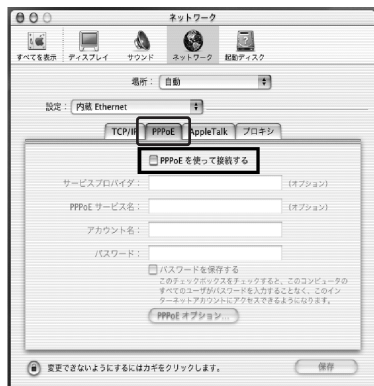 ネットワーク
すべてを表示 ディスプレイ サウンド ネットワーク 起動ディスク
場所： 自動
設定： 内蔵 Ethernet
TCP/IP PPPoE AppleTalk プロキシ
PPPoE を使って接続する
サービスプロバイダ： (オプション)
PPPoE サービス名： (オプション)
アカウント名：
パスワード：
パスワードを保存する
このチェックボックスをチェックすると、このコンピュータの
すべてのユーザがパスワードを入力することなく、このイン
ターネットアカウントにアクセスできるようになります。
PPPoE オプション...
変更できないようにするにはカギをクリックします。 保存